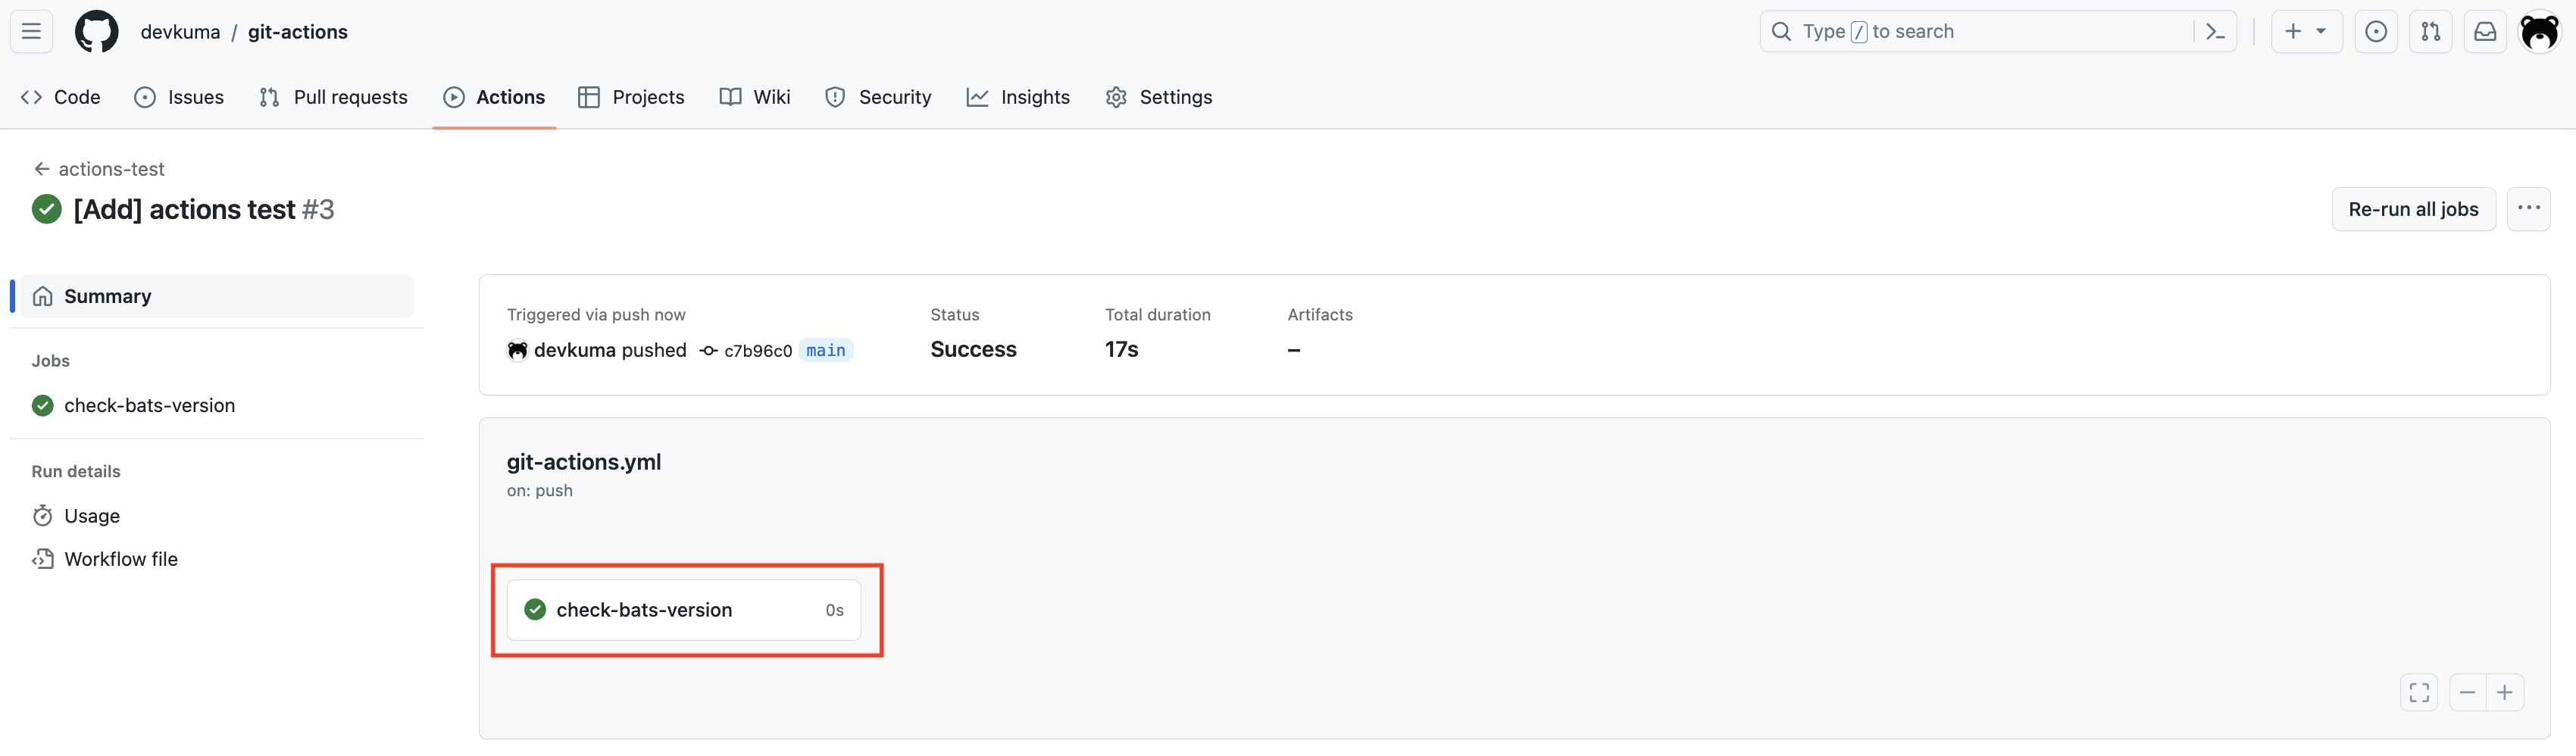 devkuma / git-actions
Type / to search
Code Issues Pull requests Actions Projects Wiki Security Insights Settings
actions-test
[Add] actions test #3
Re-run all jobs
Summary
Jobs
check-bats-version
Run details
Usage
Workflow file
Triggered via push now
devkuma pushed c7b96c0 main
Status
Success
Total duration
17s
Artifacts
–
git-actions.yml
on: push
check-bats-version 0s